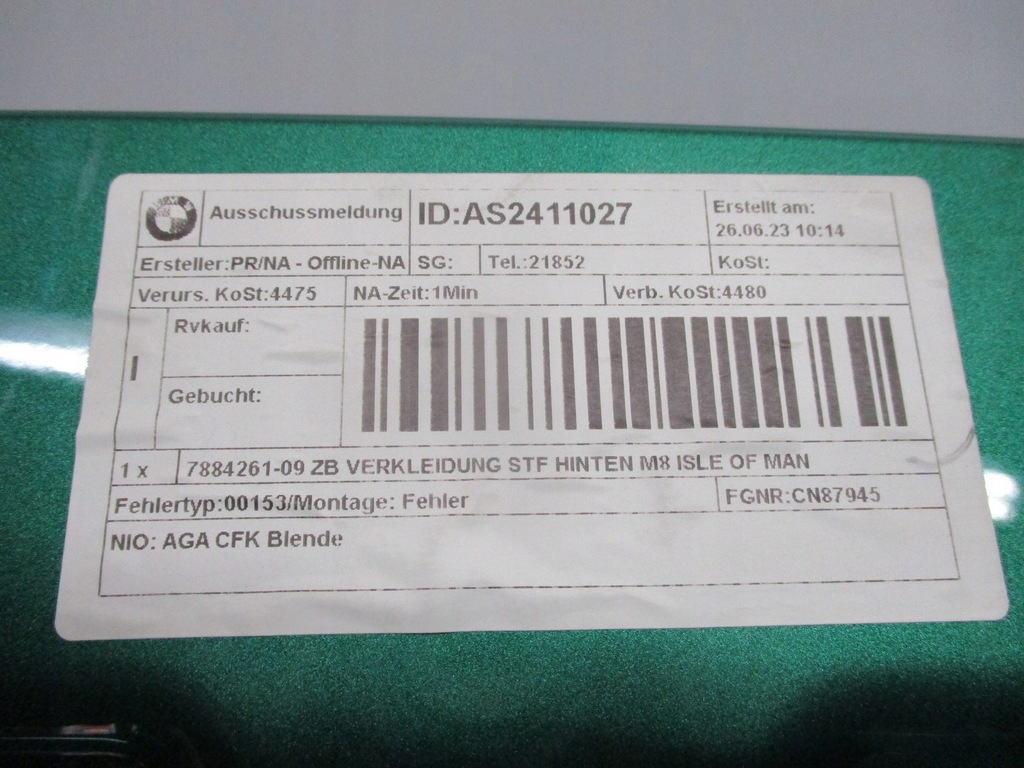 BMW
Ausschussmeldung ID:AS2411027 Erstellt am:
26.06.23 10:14
Ersteller:PR/NA - Offline-NA SG: Tel.:21852 KoSt:
Verurs. KoSt:4475 NA-Zeit:1Min Verb. KoSt:4480
Rvkauf:
I
Gebucht:
1 x 7884261-09 ZB VERKLEIDUNG STF HINTEN M8 ISLE OF MAN
Fehlertyp:00153/Montage: Fehler FGNR:CN87945
NIO: AGA CFK Blende